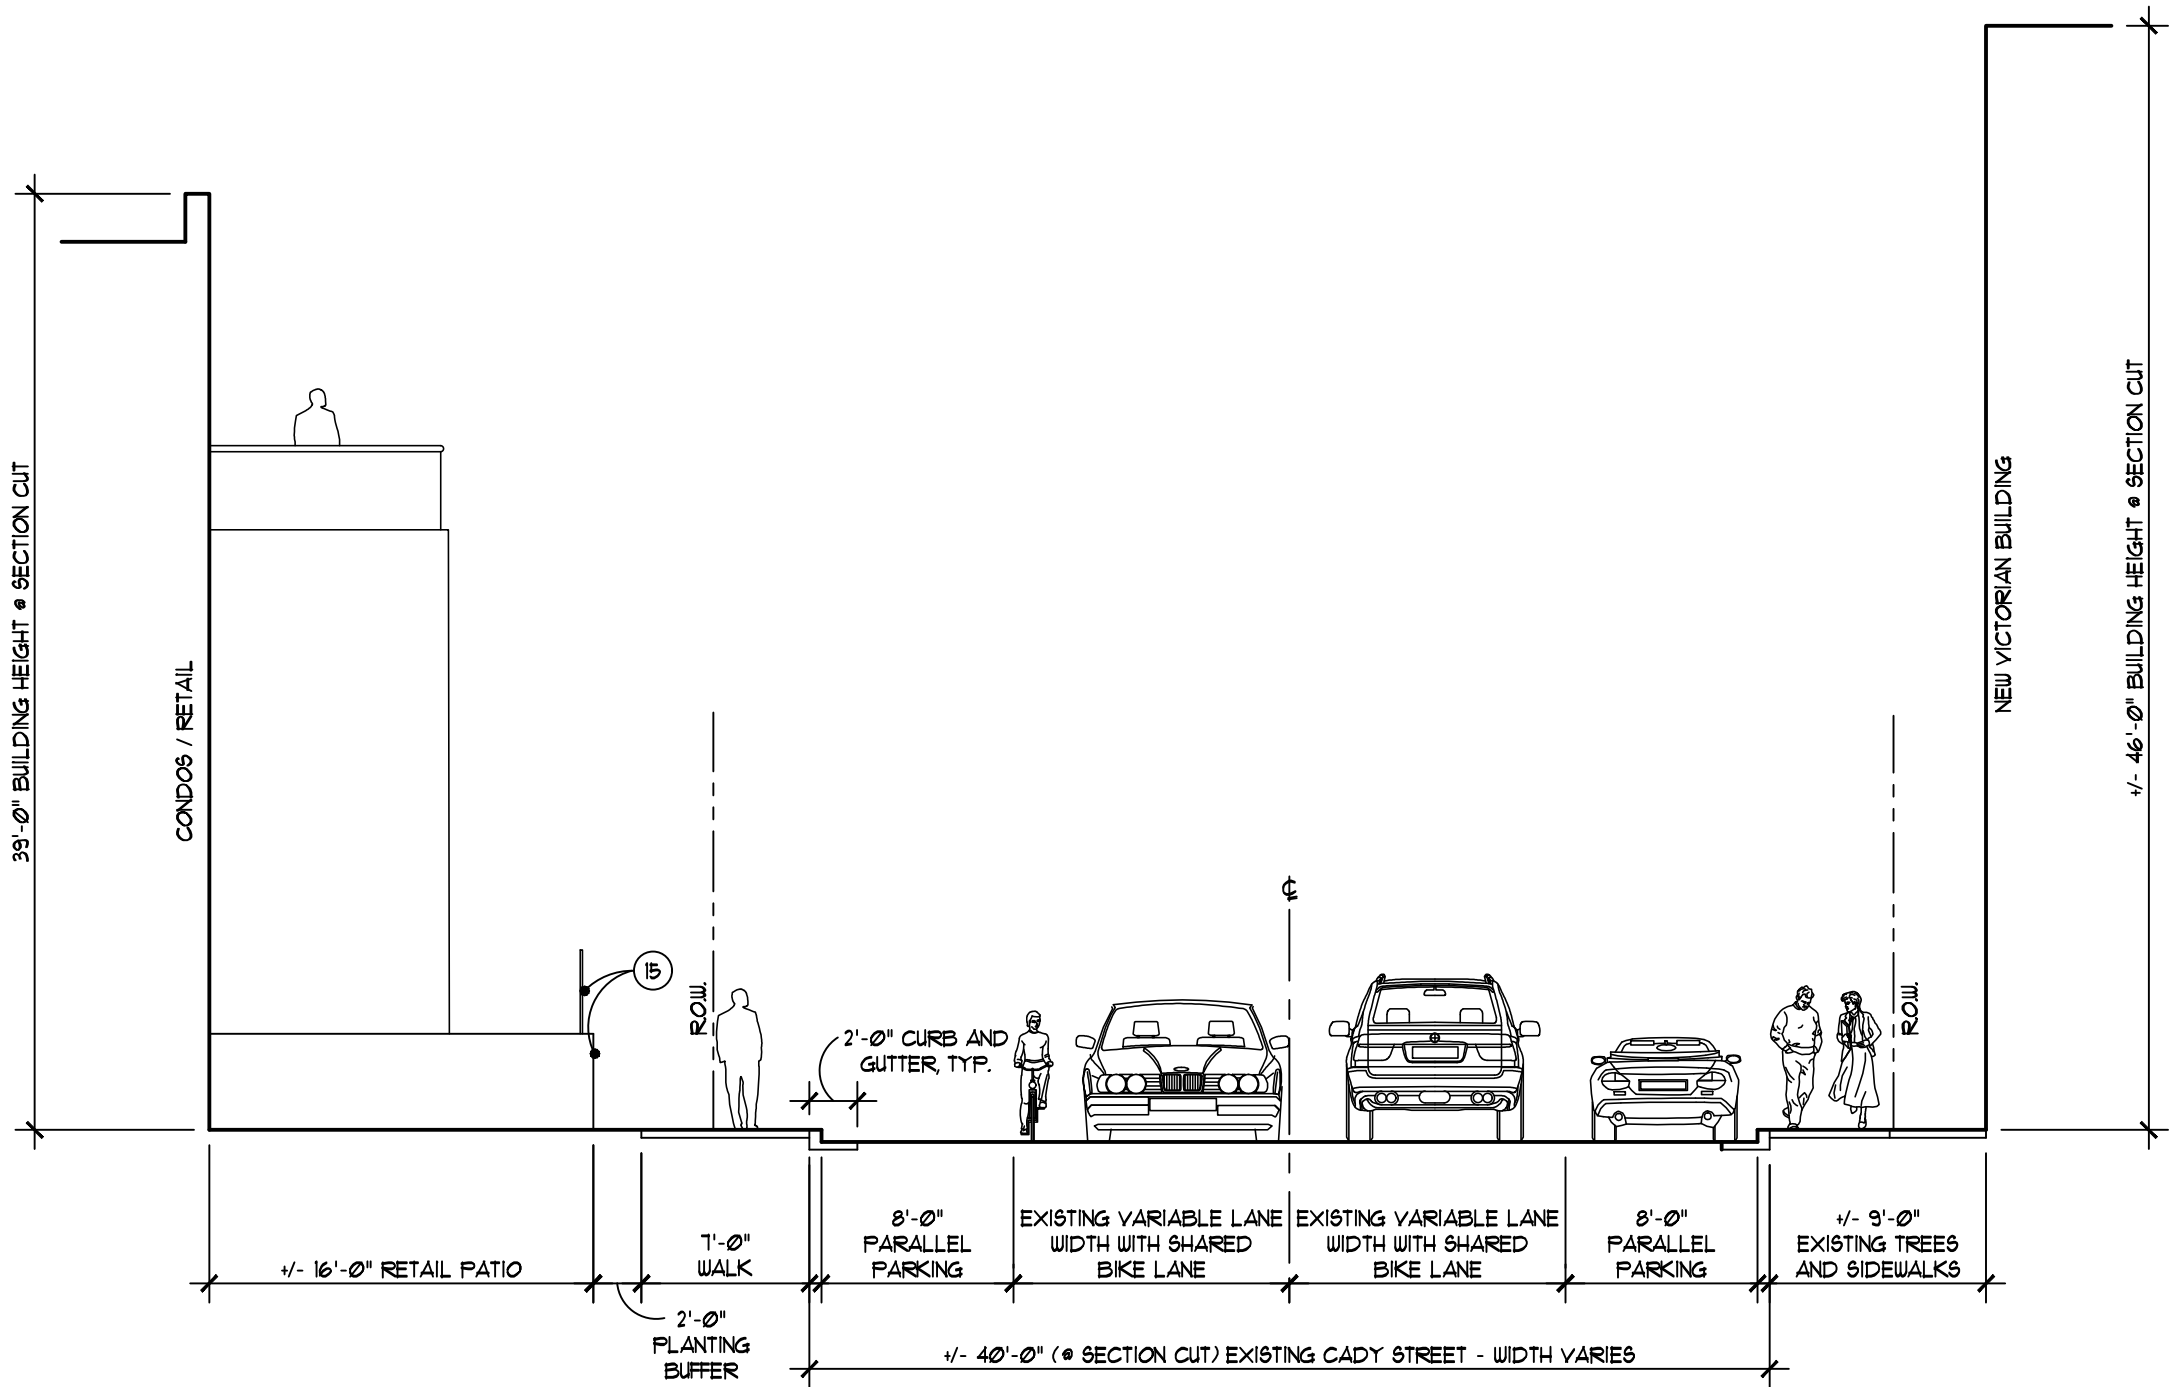 39'-0" BUILDING HEIGHT @ SECTION CUT
CONDOS / RETAIL
15
R.O.W.
2'-0" CURB AND
GUTTER, TYP.
℄
R.O.W.
NEW VICTORIAN BUILDING
+/- 46'-0" BUILDING HEIGHT @ SECTION CUT
+/- 16'-0" RETAIL PATIO
2'-0"
PLANTING
BUFFER
7'-0"
WALK
8'-0"
PARALLEL
PARKING
EXISTING VARIABLE LANE
WIDTH WITH SHARED
BIKE LANE
EXISTING VARIABLE LANE
WIDTH WITH SHARED
BIKE LANE
8'-0"
PARALLEL
PARKING
+/- 9'-0"
EXISTING TREES
AND SIDEWALKS
+/- 40'-0" (@ SECTION CUT) EXISTING CADY STREET - WIDTH VARIES